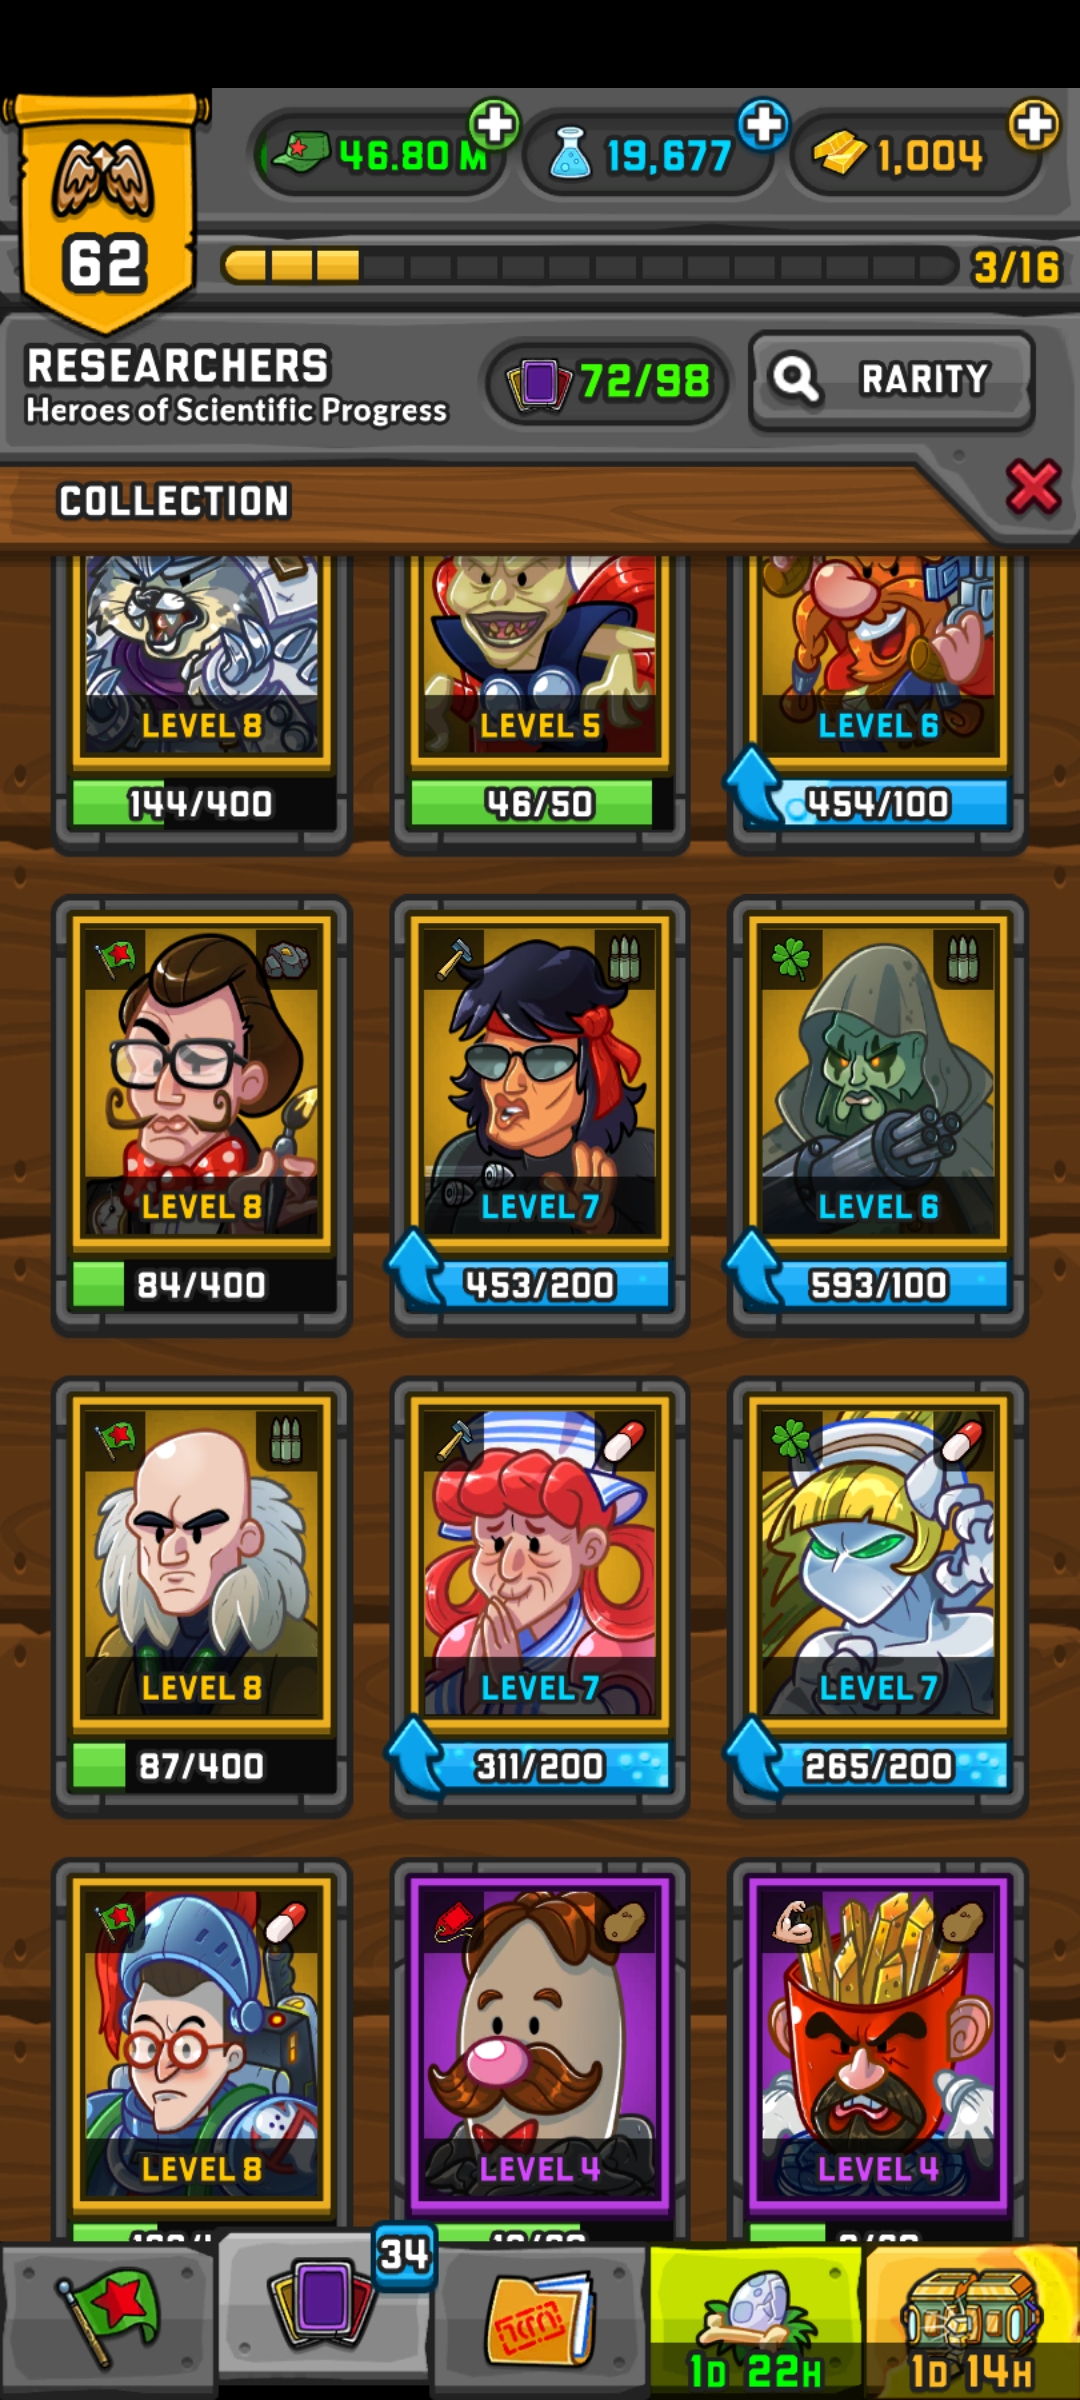 46.80 M
19,677
1,004
62
3/16
RESEARCHERS
Heroes of Scientific Progress
72/98
RARITY
COLLECTION
LEVEL 8
LEVEL 5
LEVEL 6
144/400
46/50
454/100
LEVEL 8
LEVEL 7
LEVEL 6
84/400
453/200
593/100
LEVEL 8
LEVEL 7
LEVEL 7
87/400
311/200
265/200
LEVEL 8
LEVEL 4
LEVEL 4
34
1D 22H
1D 14H